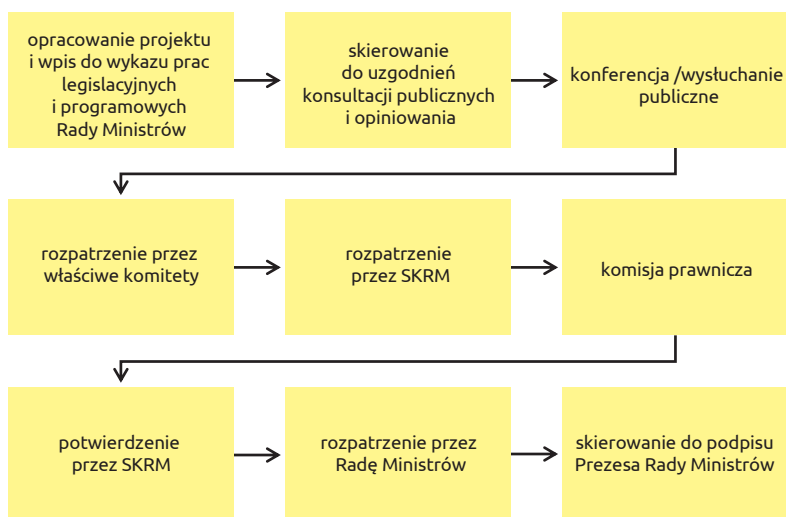 opracowanie projektu
i wpis do wykazu prac
legislacyjnych
i programowych
Rady Ministrów
skierowanie
do uzgodnień
konsultacji publicznych
i opiniowania
konferencja /wysłuchanie
publiczne
rozpatrzenie przez
właściwe komitety
rozpatrzenie
przez SKRM
komisja prawnicza
potwierdzenie
przez SKRM
rozpatrzenie przez
Radę Ministrów
skierowanie do podpisu
Prezesa Rady Ministrów